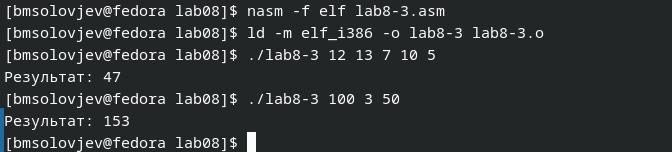 [bmsolovjev@fedora lab08]$ nasm -f elf lab8-3.asm
[bmsolovjev@fedora lab08]$ ld -m elf_i386 -o lab8-3 lab8-3.o
[bmsolovjev@fedora lab08]$ ./lab8-3 12 13 7 10 5
Результат: 47
[bmsolovjev@fedora lab08]$ ./lab8-3 100 3 50
Результат: 153
[bmsolovjev@fedora lab08]$